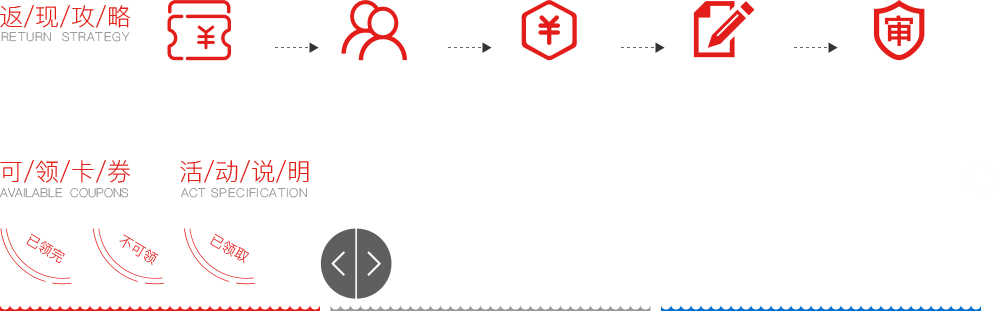 返/现/攻/略
RETURN STRATEGY
¥
¥
审
可/领/卡/券
AVAILABLE COUPONS
活/动/说/明
ACT SPECIFICATION
已领完
不可领
已领取